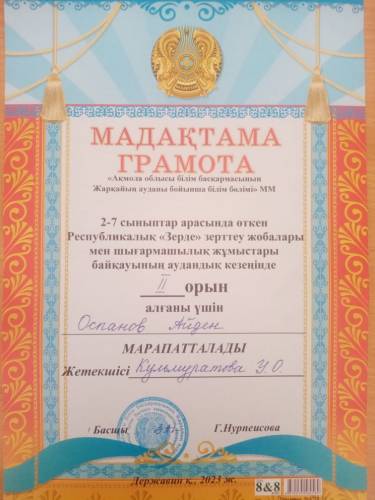 МАДАҚТАМА
ГРАМОТА
«Ақмола облысы білім басқармасының
Жарқайың ауданы бойынша білім бөлімі» ММ
2-7 сыныптар арасында өткен
Республикалық «Зерде» зерттеу жобалары
мен шығармашылық жұмыстары
байқауының аудандық кезеңінде
II орын
алғаны үшін
Оспанов Айден
МАРАПАТТАЛАДЫ
Жетекшісі Кульмуратова У.О.
Басшы Г.Нурпеисова
Державин қ., 2023 ж.
8&8